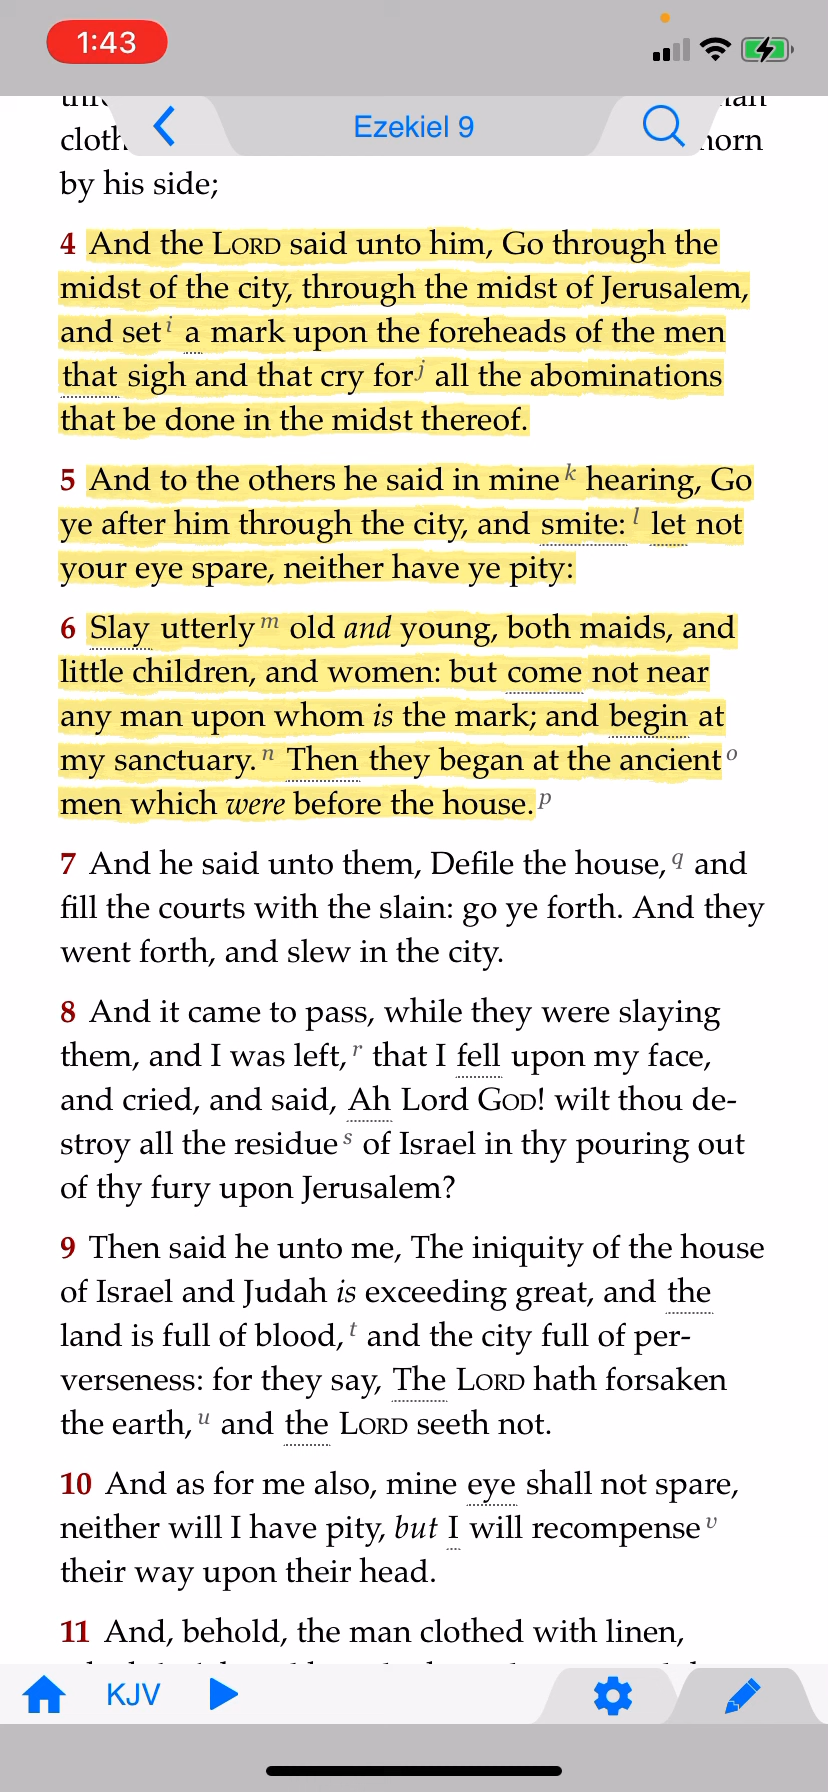 1:43
Ezekiel 9
by his side;
4 And the LORD said unto him, Go through the
midst of the city, through the midst of Jerusalem,
and set i a mark upon the foreheads of the men
that sigh and that cry for j all the abominations
that be done in the midst thereof.
5 And to the others he said in mine k hearing, Go
ye after him through the city, and smite: l let not
your eye spare, neither have ye pity:
6 Slay utterly m old and young, both maids, and
little children, and women: but come not near
any man upon whom is the mark; and begin at
my sanctuary. n Then they began at the ancient o
men which were before the house. p
7 And he said unto them, Defile the house, q and
fill the courts with the slain: go ye forth. And they
went forth, and slew in the city.
8 And it came to pass, while they were slaying
them, and I was left, r that I fell upon my face,
and cried, and said, Ah Lord GOD! wilt thou de-
stroy all the residue s of Israel in thy pouring out
of thy fury upon Jerusalem?
9 Then said he unto me, The iniquity of the house
of Israel and Judah is exceeding great, and the
land is full of blood, t and the city full of per-
verseness: for they say, The LORD hath forsaken
the earth, u and the LORD seeth not.
10 And as for me also, mine eye shall not spare,
neither will I have pity, but I will recompense v
their way upon their head.
11 And, behold, the man clothed with linen,
KJV